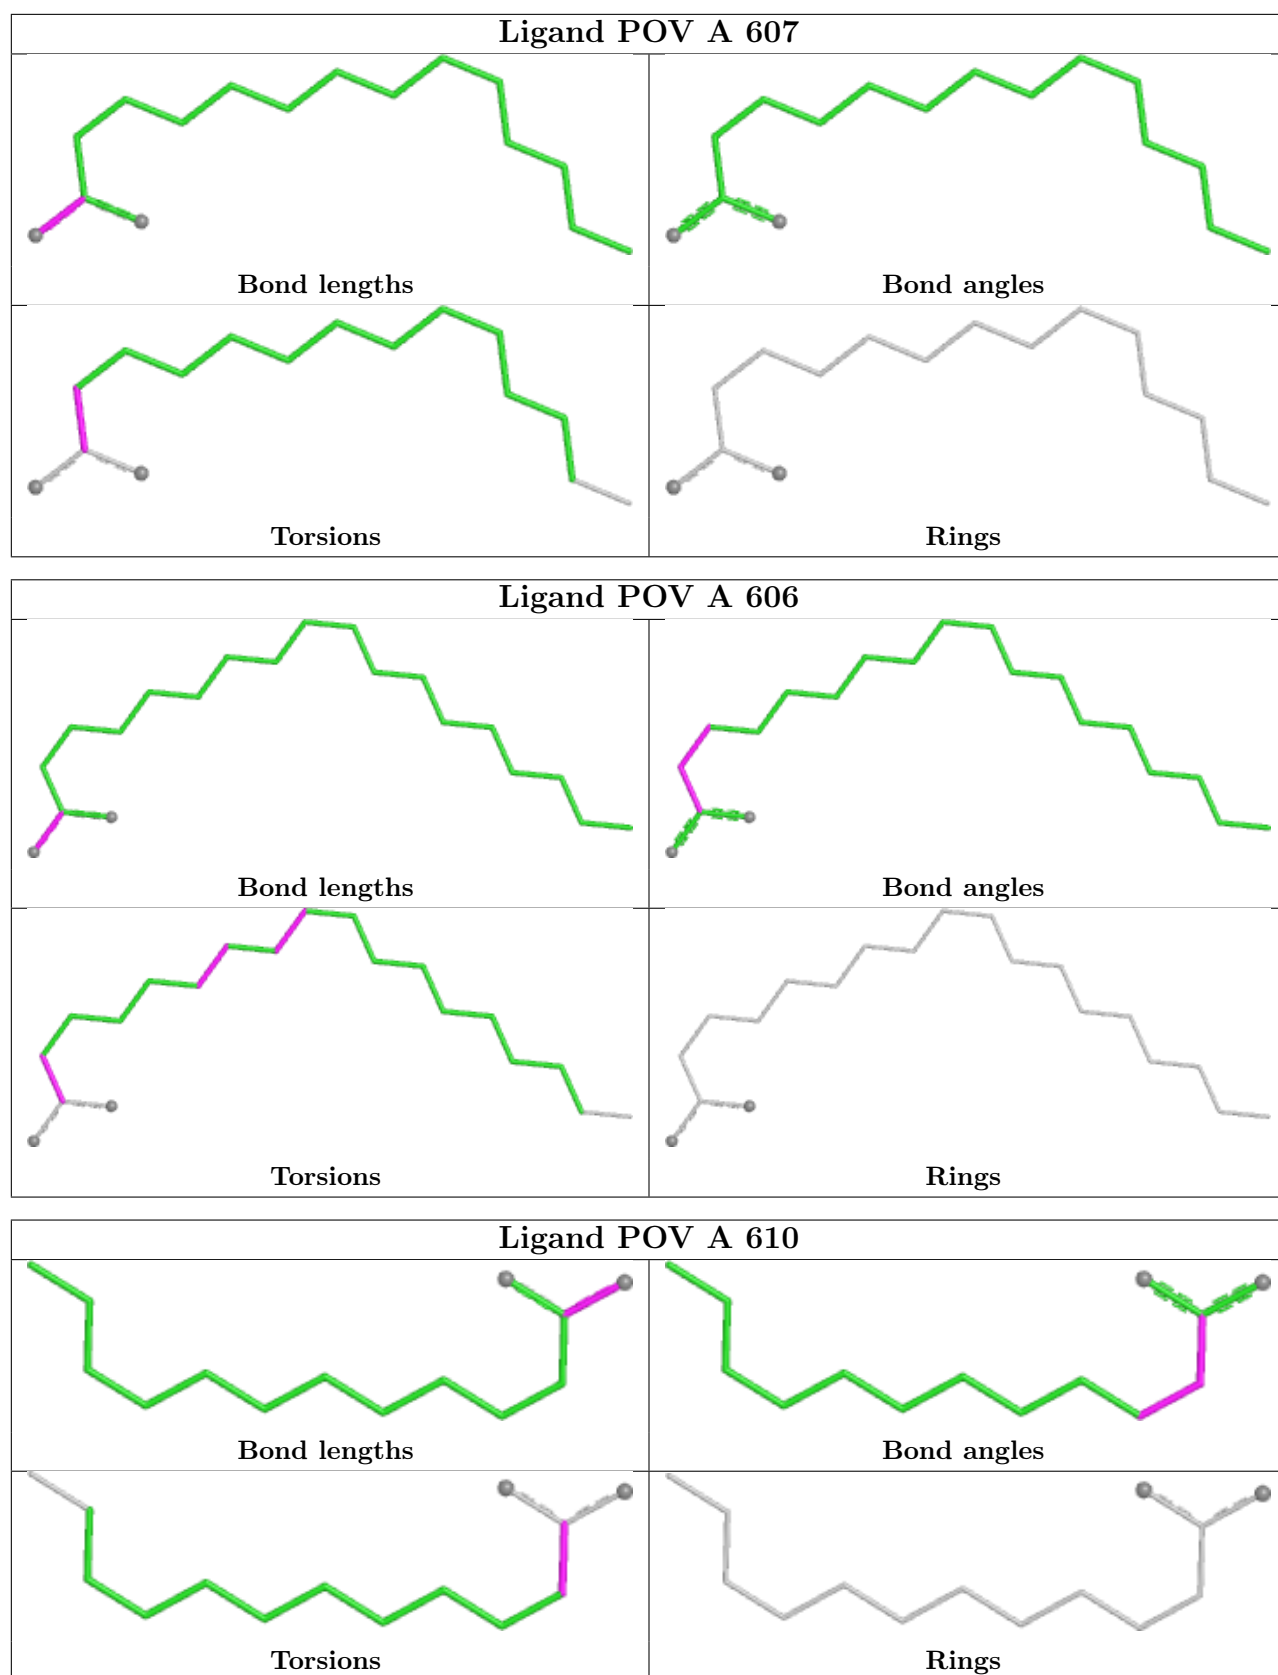 Ligand POV A 607
Bond lengths
Bond angles
Torsions
Rings
Ligand POV A 606
Bond lengths
Bond angles
Torsions
Rings
Ligand POV A 610
Bond lengths
Bond angles
Torsions
Rings